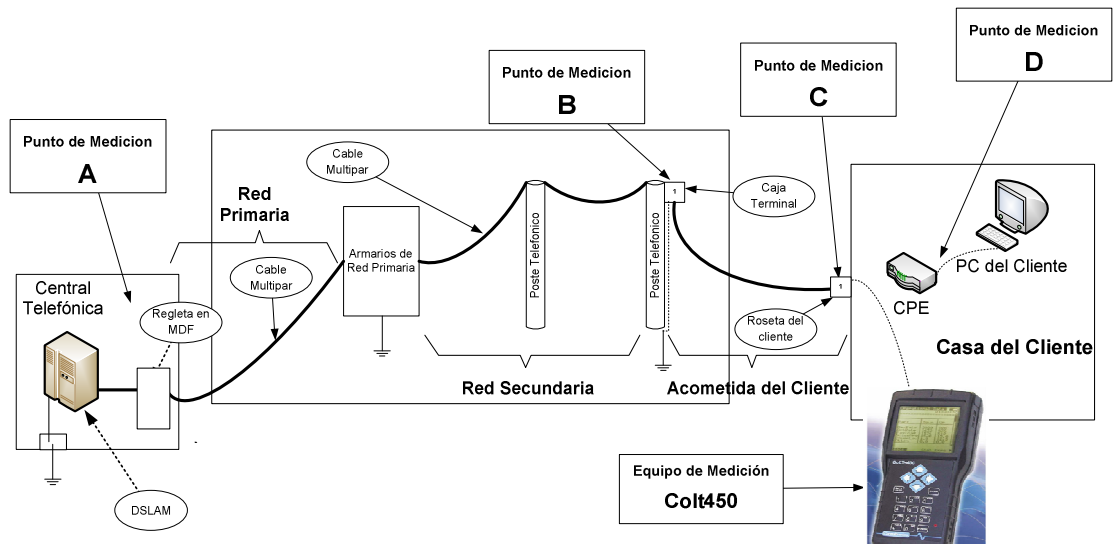 Punto de Medicion
A
Punto de Medicion
B
Punto de Medicion
C
Punto de Medicion
D
Central
Telefónica
Regleta en
MDF
DSLAM
Red
Primaria
Cable
Multipar
Cable
Multipar
Armarios de
Red Primaria
Poste Telefonico
Poste Telefonico
1
Caja
Terminal
Red Secundaria
Acometida del Cliente
1
Roseta del
cliente
CPE
PC del Cliente
Casa del Cliente
Equipo de Medición
Colt450